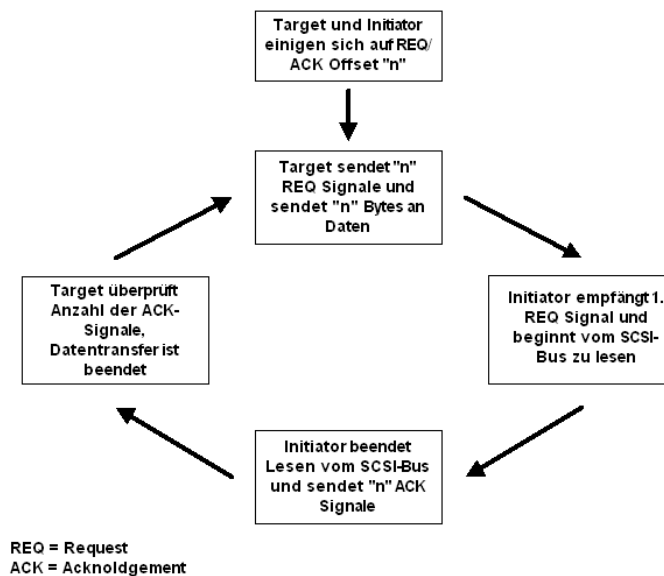 Target und Initiator
einigen sich auf REQ/
ACK Offset "n"
Target sendet "n"
REQ Signale und
sendet "n" Bytes an
Daten
Initiator empfängt 1.
REQ Signal und
beginnt vom SCSI-
Bus zu lesen
Initiator beendet
Lesen vom SCSI-Bus
und sendet "n" ACK
Signale
Target überprüft
Anzahl der ACK-
Signale,
Datentransfer ist
beendet
REQ = Request
ACK = Acknoldgement